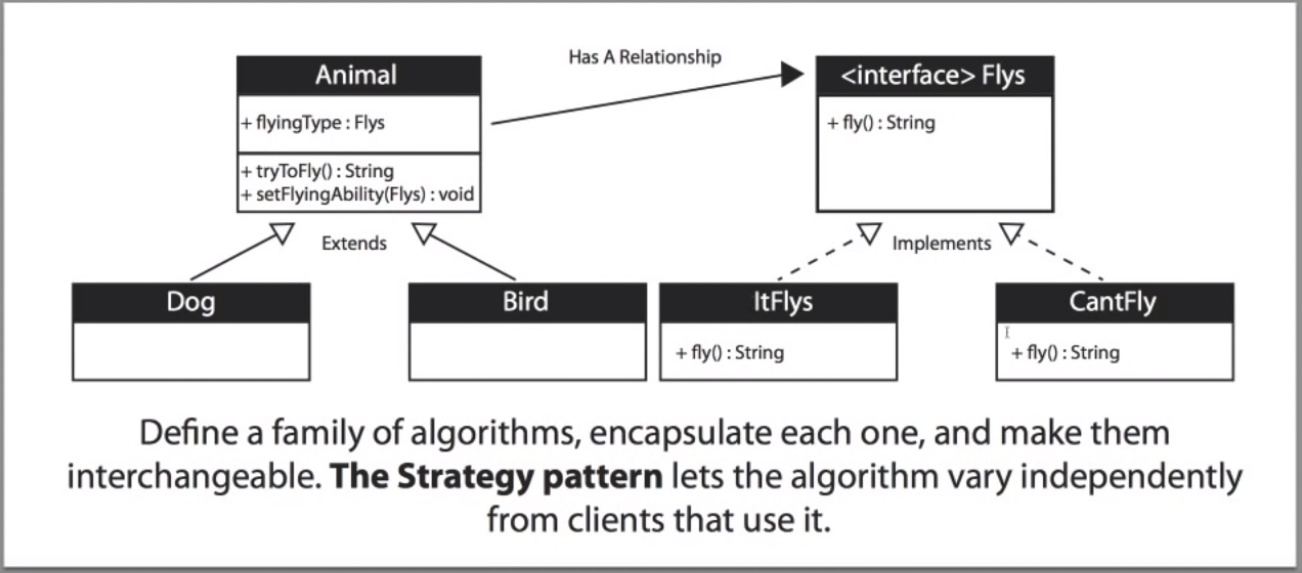 Has A Relationship
Animal
+ flyingType : Flys
+ tryToFly() : String
+ setFlyingAbility(Flys) : void
<interface> Flys
+ fly() : String
Extends
Implements
Dog
Bird
ItFlys
+ fly() : String
CantFly
+ fly() : String
Define a family of algorithms, encapsulate each one, and make them
interchangeable. The Strategy pattern lets the algorithm vary independently
from clients that use it.